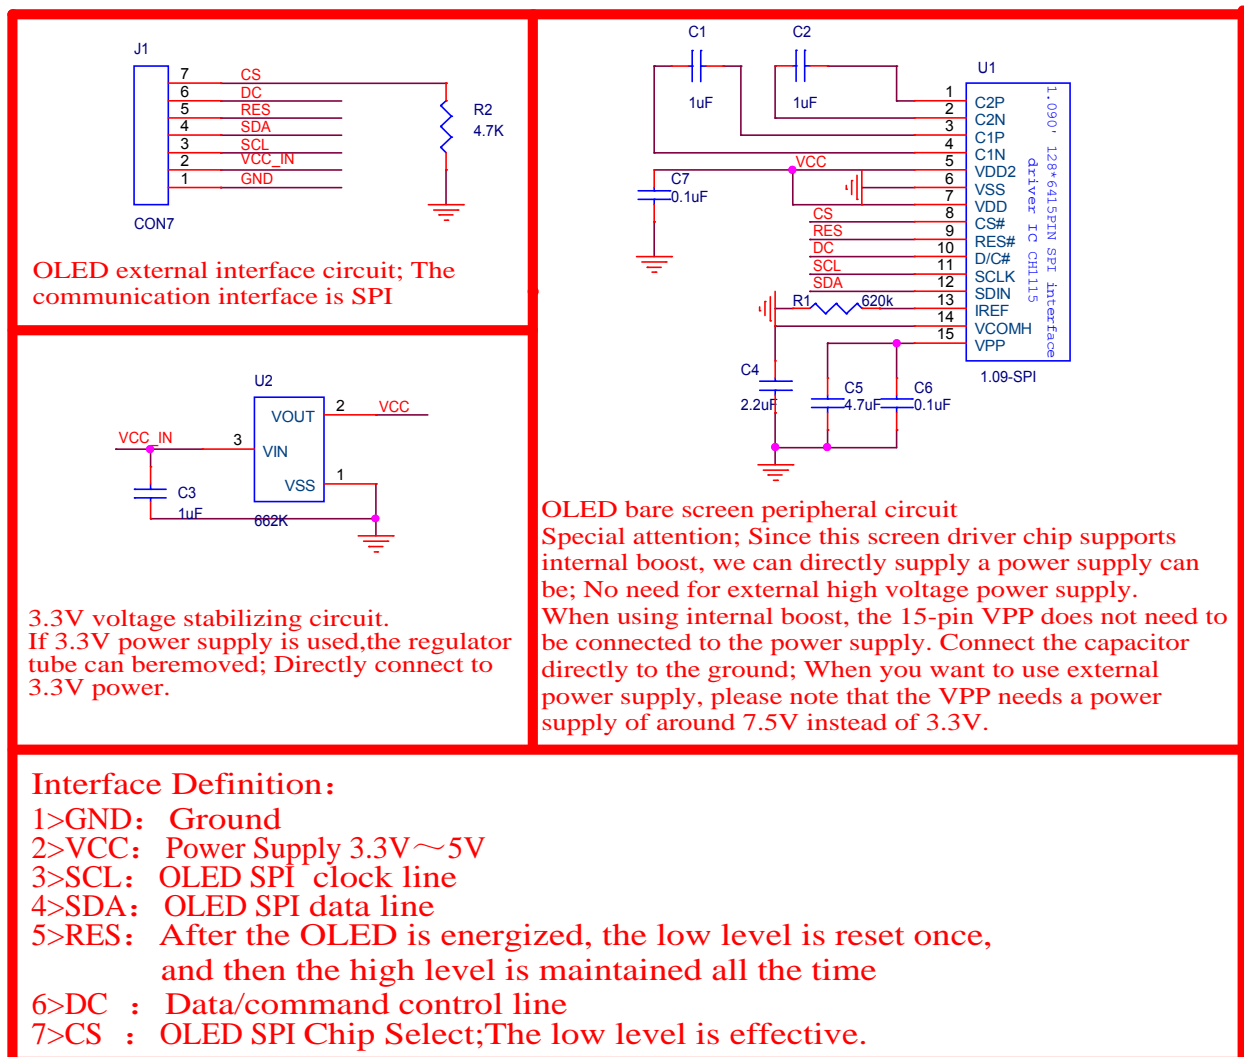 J1
7 CS
6 DC
5 RES
4 SDA
3 SCL
2 VCC_IN
1 GND
R2
4.7K
CON7
OLED external interface circuit; The
communication interface is SPI
U2
VOUT 2 VCC
VCC_IN 3 VIN
VSS 1
C3
1uF
662K
3.3V voltage stabilizing circuit.
If 3.3V power supply is used,the regulator
tube can beremoved; Directly connect to
3.3V power.
C1
1uF
C2
1uF
U1
1 C2P
2 C2N
3 C1P
4 C1N
VCC 5 VDD2
6 VSS
7 VDD
CS 8 CS#
RES 9 RES#
DC 10 D/C#
SCL 11 SCLK
SDA 12 SDIN
R1 620k 13 IREF
14 VCOMH
15 VPP
1.090' 128*6415PIN SPI interface
driver IC CH1115
1.09-SPI
C7
0.1uF
C4
2.2uF
C5
4.7uF
C6
0.1uF
OLED bare screen peripheral circuit
Special attention; Since this screen driver chip supports
internal boost, we can directly supply a power supply can
be; No need for external high voltage power supply.
When using internal boost, the 15-pin VPP does not need to
be connected to the power supply. Connect the capacitor
directly to the ground; When you want to use external
power supply, please note that the VPP needs a power
supply of around 7.5V instead of 3.3V.
Interface Definition：
1>GND： Ground
2>VCC： Power Supply 3.3V～5V
3>SCL： OLED SPI clock line
4>SDA： OLED SPI data line
5>RES： After the OLED is energized, the low level is reset once,
and then the high level is maintained all the time
6>DC ： Data/command control line
7>CS ： OLED SPI Chip Select;The low level is effective.